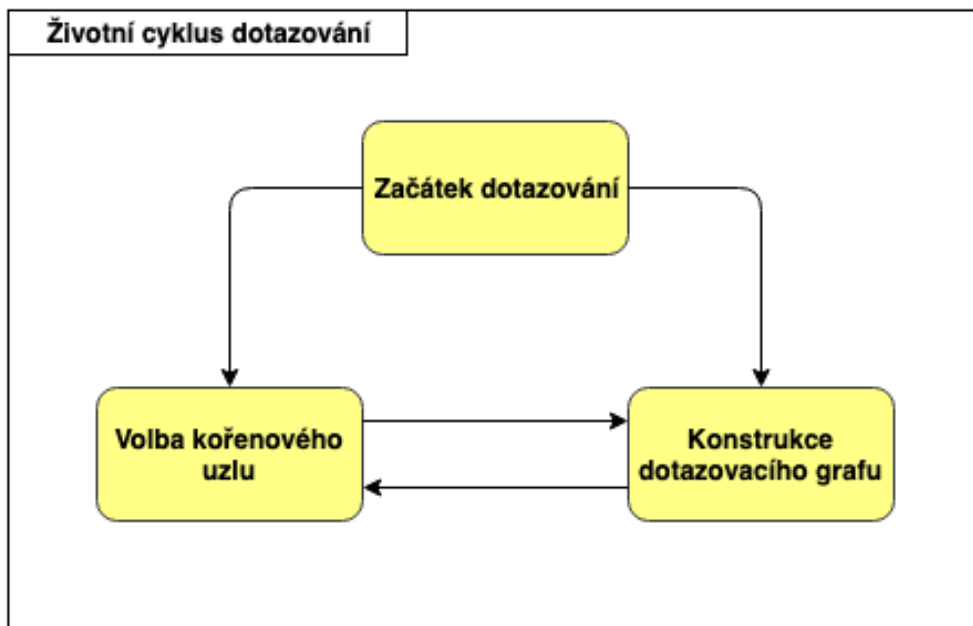 Životní cyklus dotazování
Začátek dotazování
Volba kořenového
uzlu
Konstrukce
dotazovacího grafu